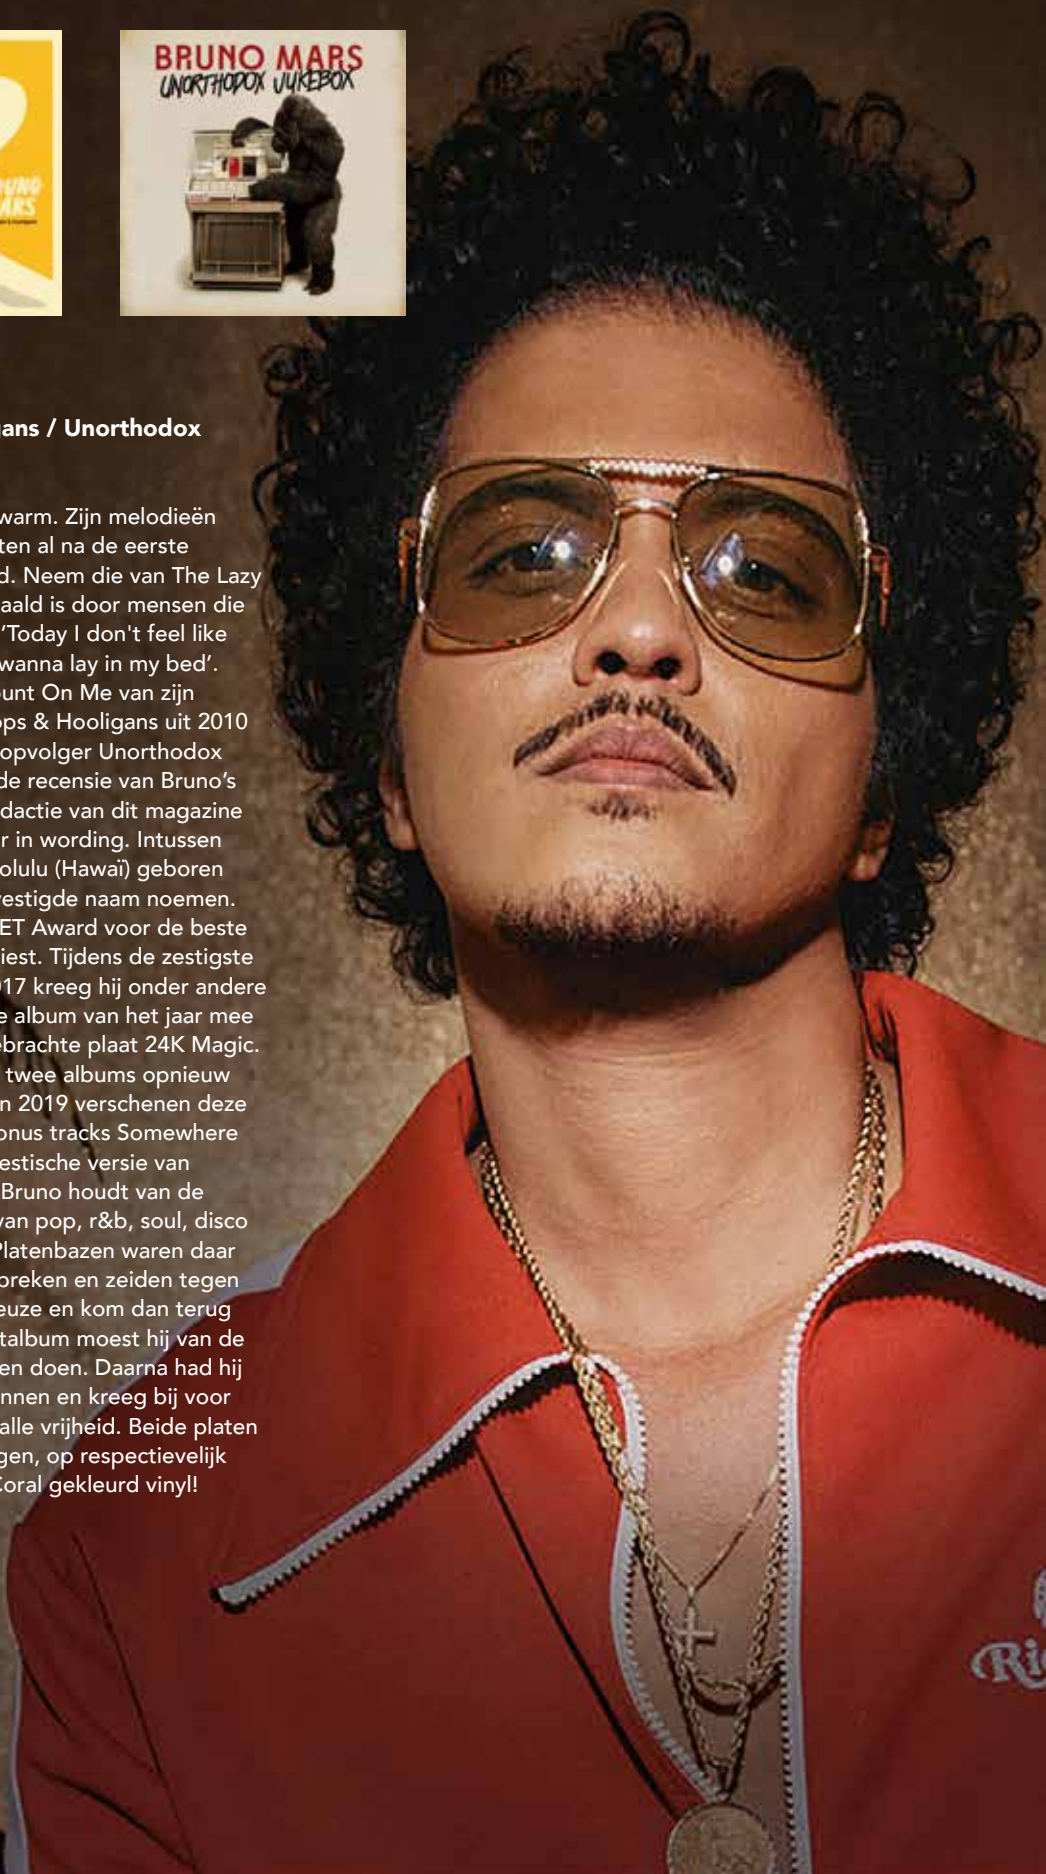 BRUNO MARS
UNORTHODOX JUKEBOX
ans / Unorthodox
warm. Zijn melodieën
ten al na de eerste
d. Neem die van The Lazy
aald is door mensen die
‘Today I don't feel like
wanna lay in my bed’.
unt On Me van zijn
ops & Hooligans uit 2010
opvolger Unorthodox
de recensie van Bruno’s
dactie van dit magazine
r in wording. Intussen
olulu (Hawaï) geboren
vestigde naam noemen.
ET Award voor de beste
iest. Tijdens de zestigste
017 kreeg hij onder andere
e album van het jaar mee
ebrachte plaat 24K Magic.
twee albums opnieuw
n 2019 verschenen deze
onus tracks Somewhere
estische versie van
Bruno houdt van de
van pop, r&b, soul, disco
Platenbazen waren daar
preken en zeiden tegen
euze en kom dan terug
talbum moest hij van de
en doen. Daarna had hij
nnen en kreeg bij voor
alle vrijheid. Beide platen
gen, op respectievelijk
Coral gekleurd vinyl!
Ri